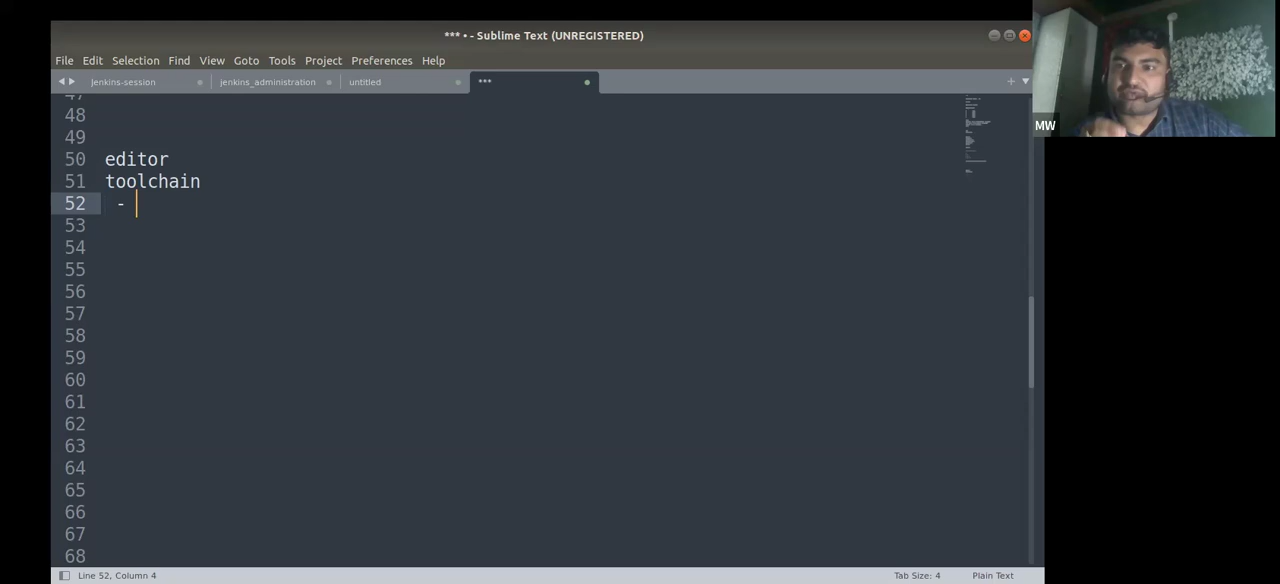 *** • - Sublime Text (UNREGISTERED)
File Edit Selection Find View Goto Tools Project Preferences Help
jenkins-session jenkins_administration untitled ***
47
48
49
50 editor
51 toolchain
52 -
53
54
55
56
57
58
59
60
61
62
63
64
65
66
67
68
Line 52, Column 4 Tab Size: 4 Plain Text
MW